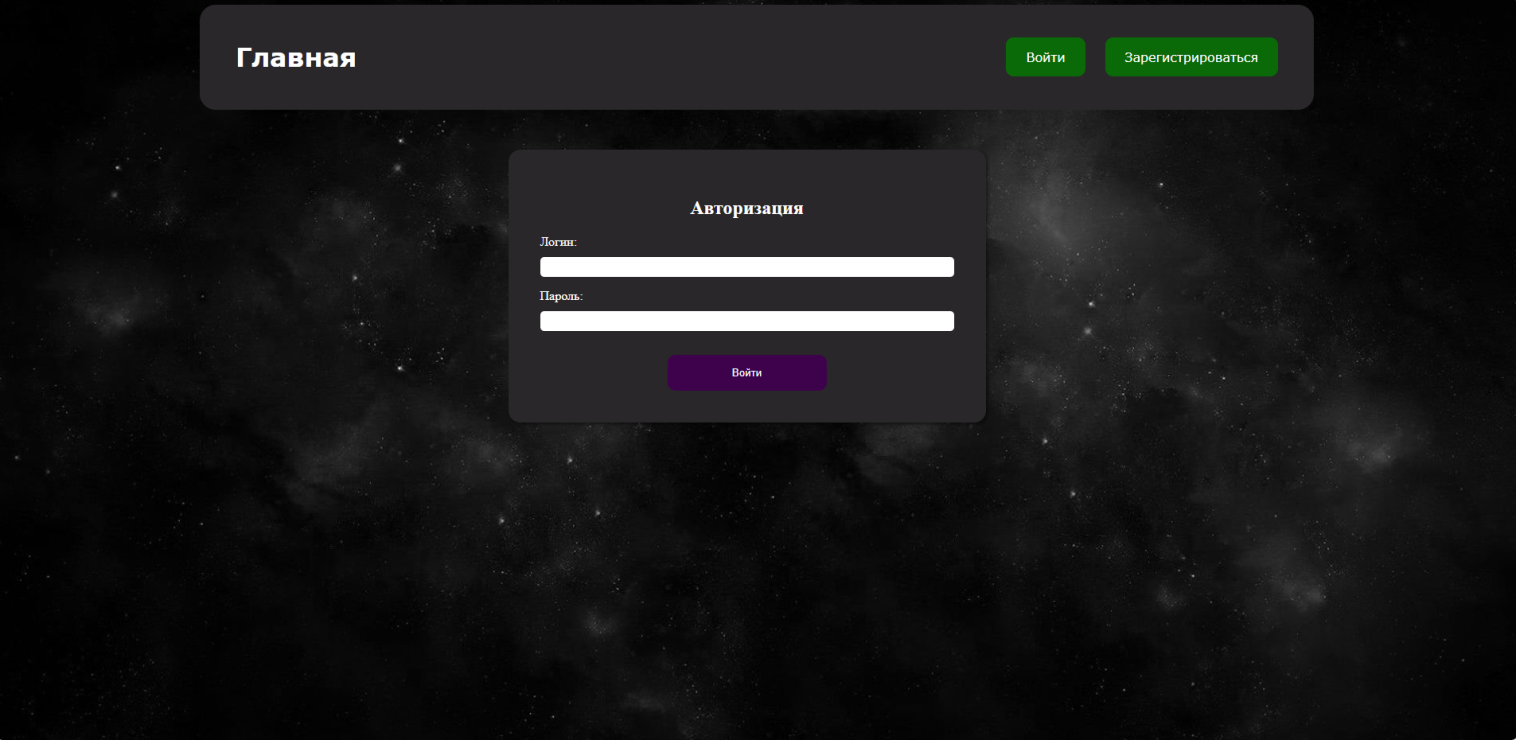 Главная
Войти
Зарегистрироваться
Авторизация
Логин:
Пароль:
Войти